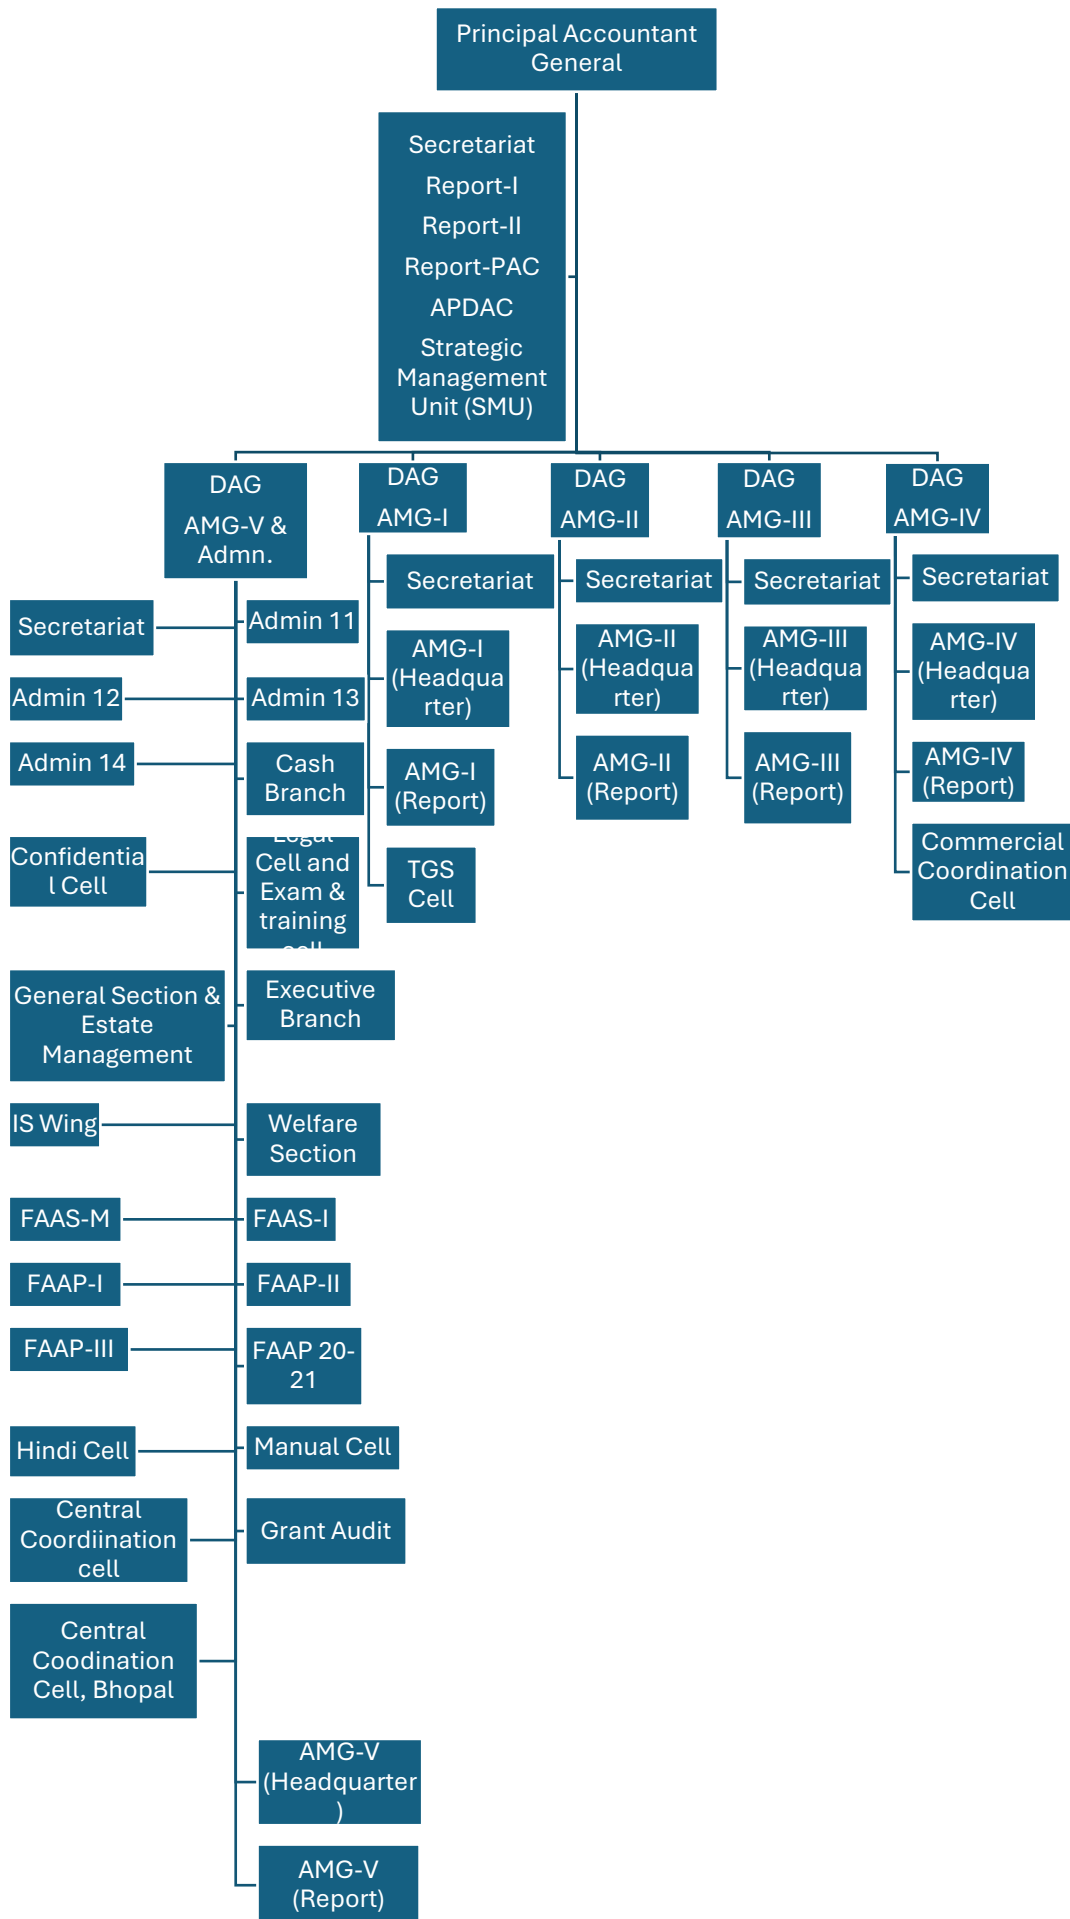 Principal Accountant
General
Secretariat
Report-I
Report-II
Report-PAC
APDAC
Strategic
Management
Unit (SMU)
DAG
AMG-V &
Admn.
DAG
AMG-I
DAG
AMG-II
DAG
AMG-III
DAG
AMG-IV
Secretariat
Admin 11
Admin 12
Admin 13
Admin 14
Cash
Branch
Confidentia
l Cell
Legal
Cell and
Exam &
training
cell
General Section &
Estate
Management
Executive
Branch
IS Wing
Welfare
Section
FAAS-M
FAAS-I
FAAP-I
FAAP-II
FAAP-III
FAAP 20-
21
Hindi Cell
Manual Cell
Central
Coordiination
cell
Grant Audit
Central
Coodination
Cell, Bhopal
AMG-V
(Headquarter
)
AMG-V
(Report)
Secretariat
AMG-I
(Headqua
rter)
AMG-I
(Report)
TGS
Cell
Secretariat
AMG-II
(Headqua
rter)
AMG-II
(Report)
Secretariat
AMG-III
(Headqua
rter)
AMG-III
(Report)
Secretariat
AMG-IV
(Headqua
rter)
AMG-IV
(Report)
Commercial
Coordination
Cell